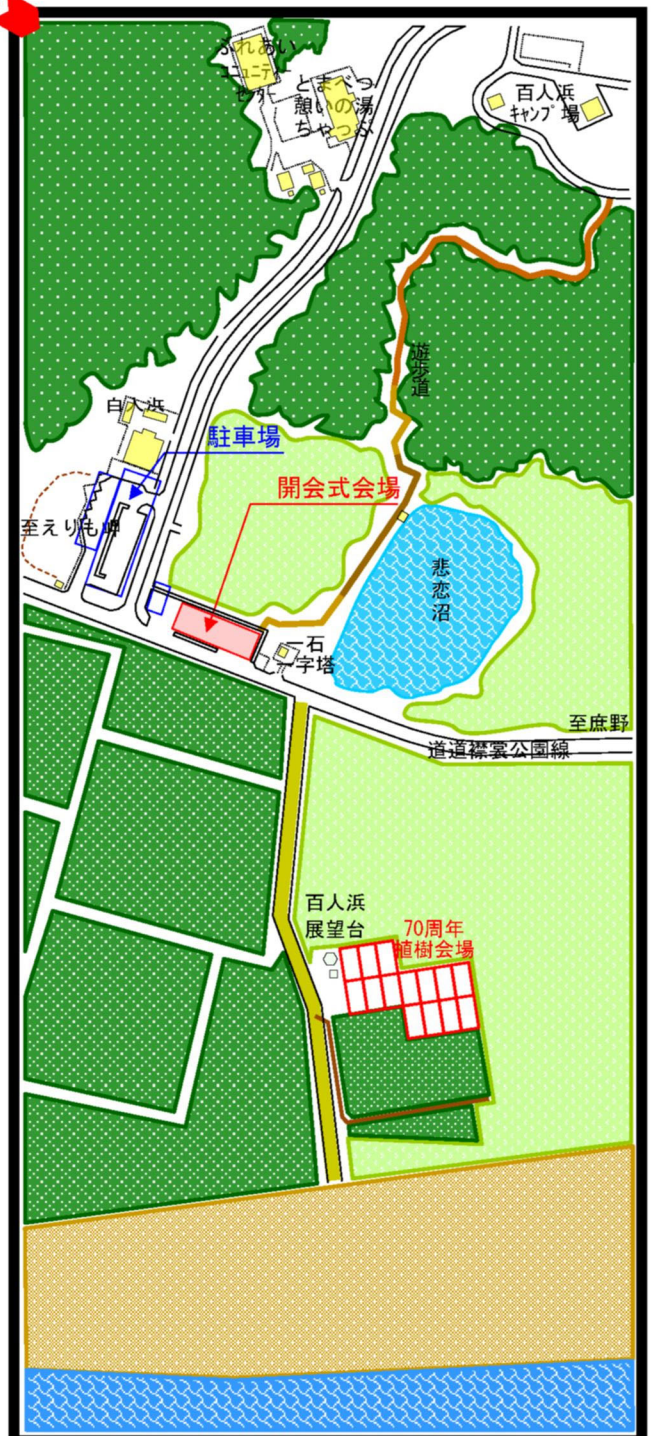 ふれあい
コミュニティー
センター
とまべつ
憩いの湯
ちゃっぷ
百人浜
キャンプ場
遊歩道
百人浜
駐車場
開会式会場
至えりも岬
悲恋沼
一石
一字塔
至庶野
道道襟裳公園線
百人浜
展望台
70周年
植樹会場